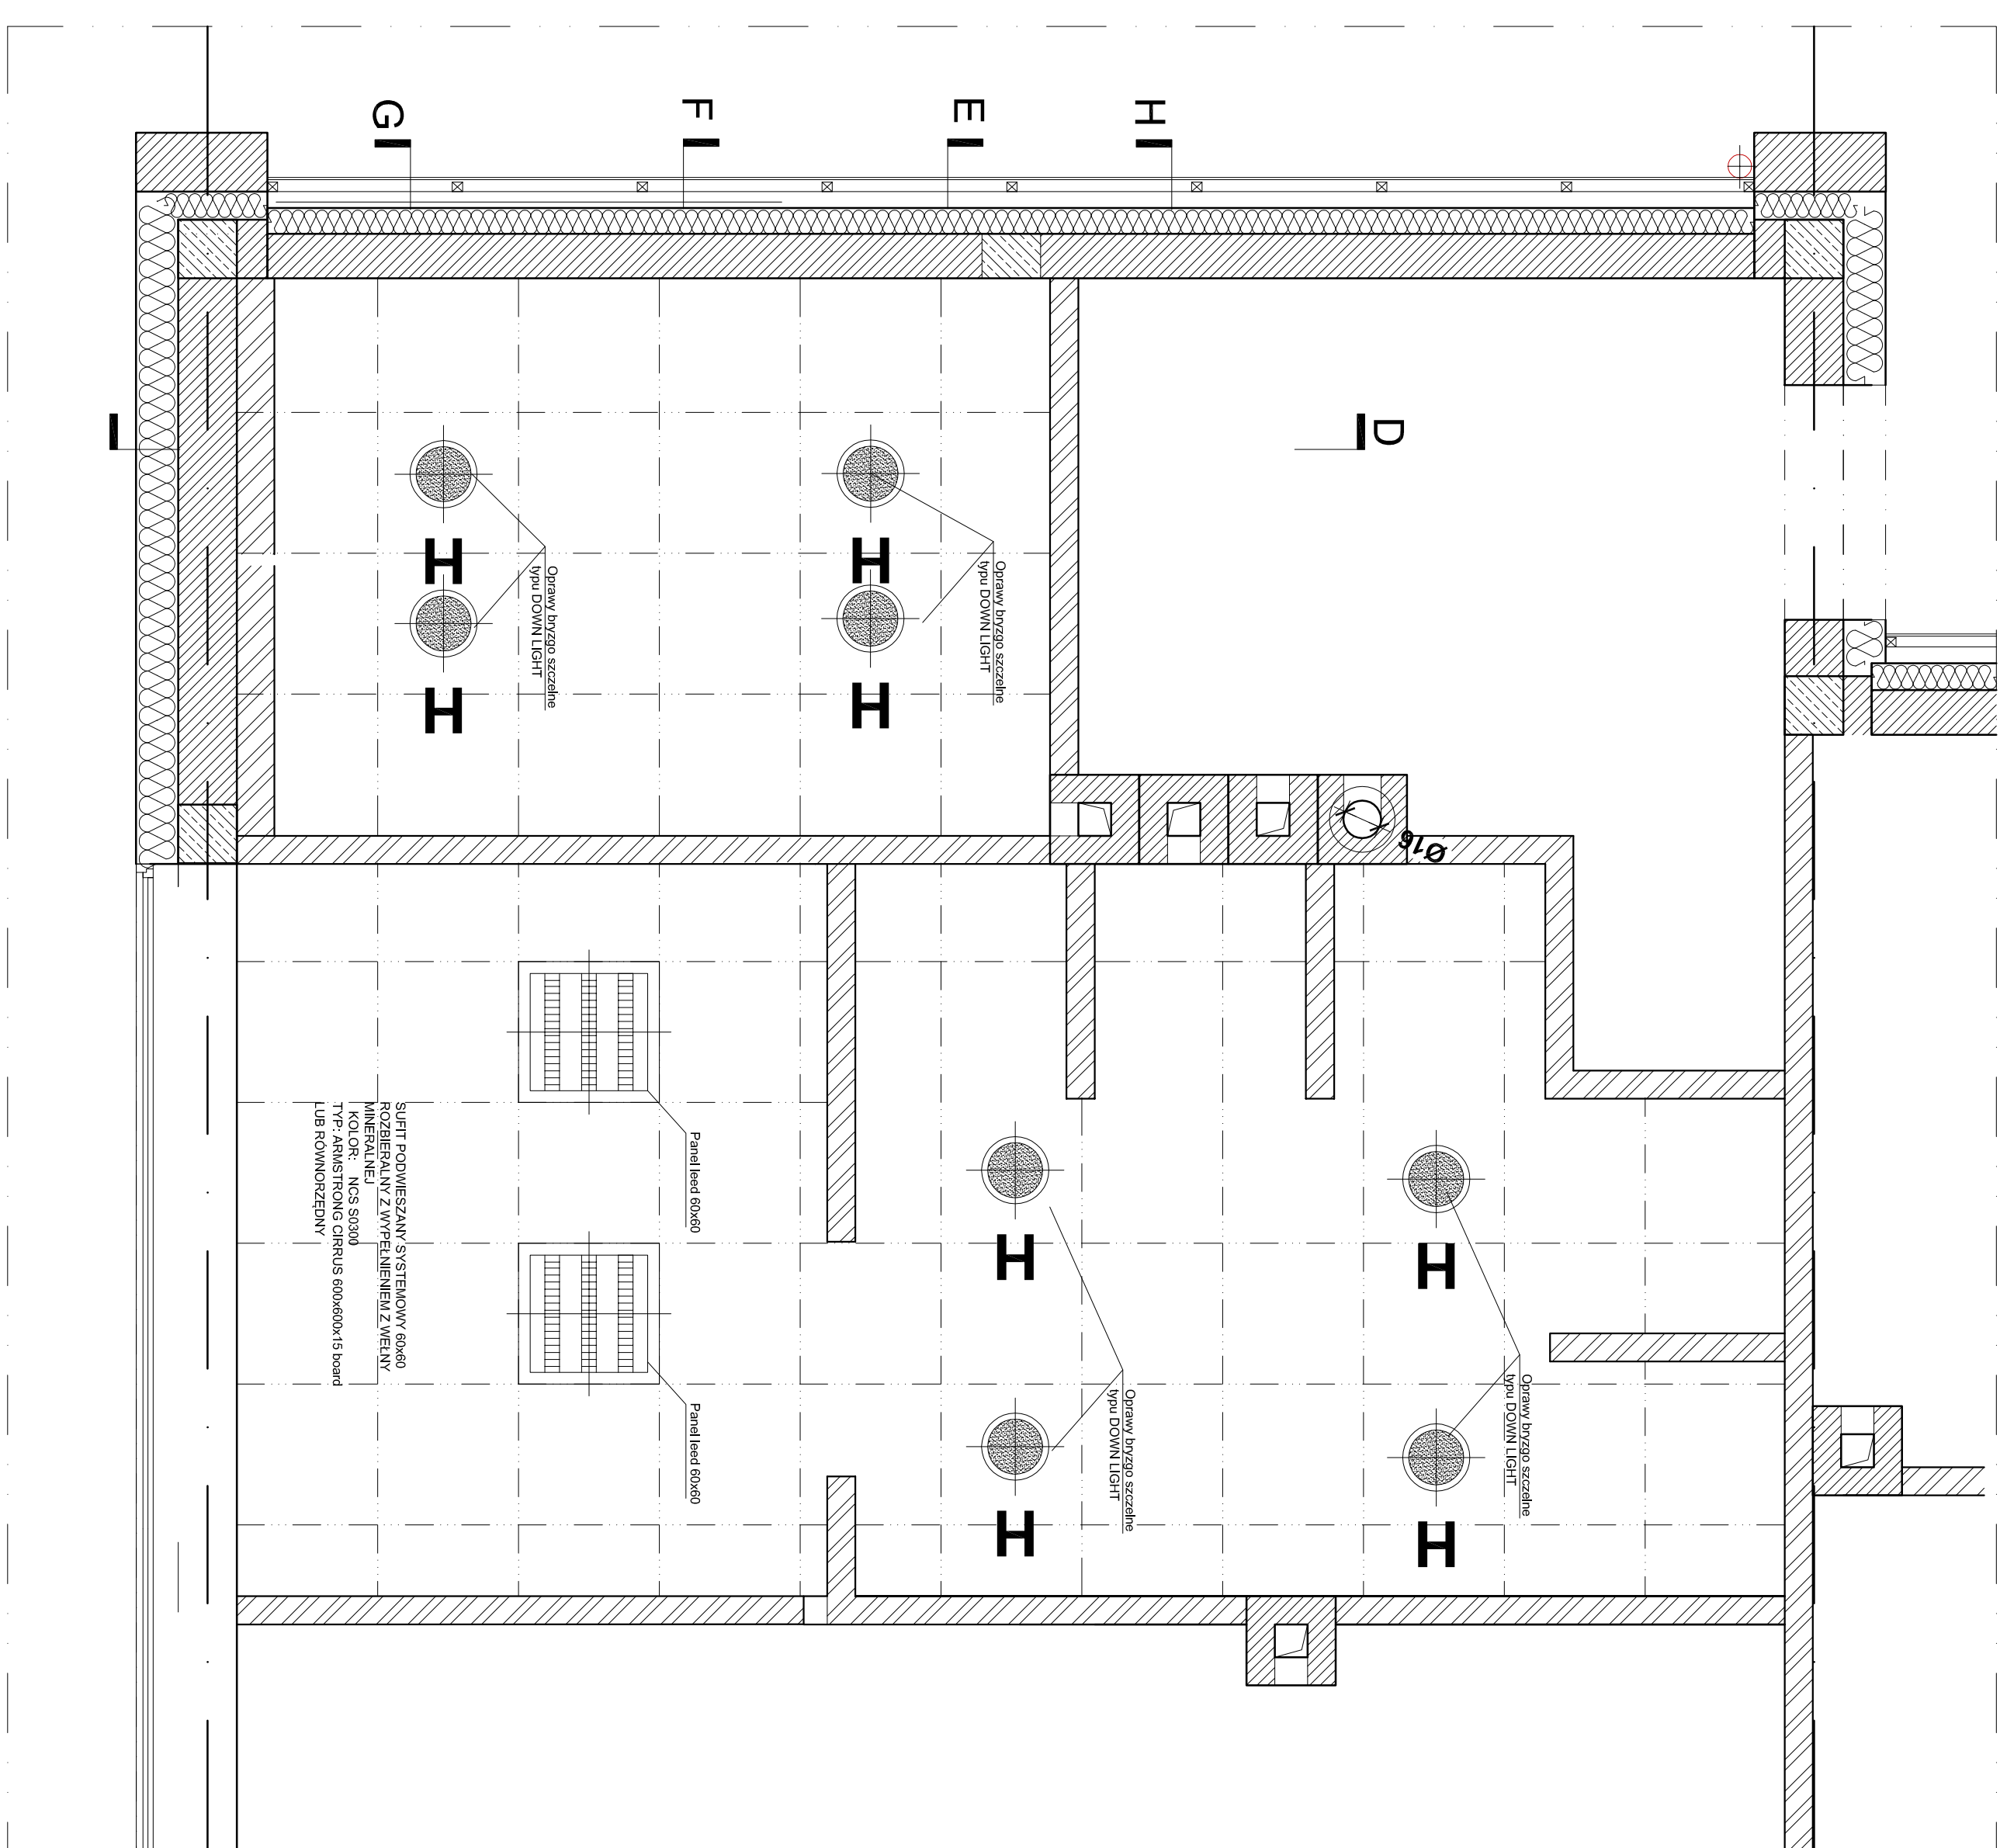 G
F
E
H
I
D
H
H
H
H
Oprawy bryzgo szczelne
typu DOWN LIGHT
Oprawy bryzgo szczelne
typu DOWN LIGHT
Ø16
SUFIT PODWIESZANY SYSTEMOWY 60x60
ROZBIERALNY Z WYPEŁNIENIEM Z WEŁNY
MINERALNEJ
KOLOR: NCS S0300
TYP: ARMSTRONG CIRRUS 600x600x15 board
LUB RÓWNORZĘDNY
Panel leed 60x60
Panel leed 60x60
H
H
H
H
Oprawy bryzgo szczelne
typu DOWN LIGHT
Oprawy bryzgo szczelne
typu DOWN LIGHT